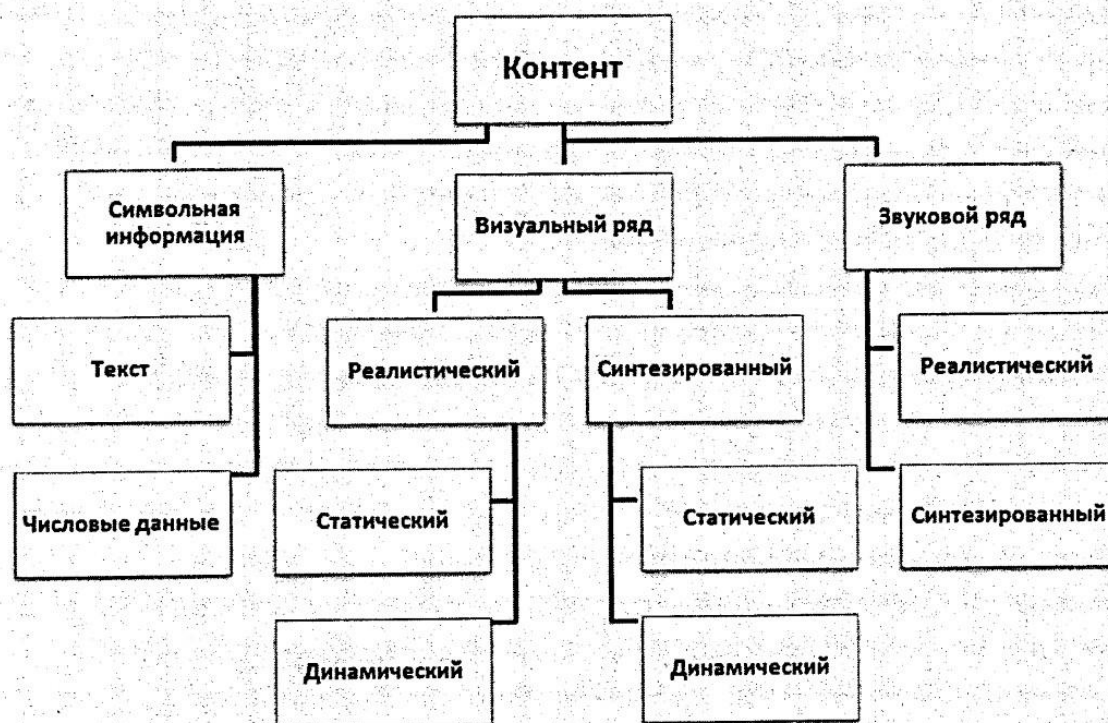 Контент
Символьная
информация
Визуальный ряд
Звуковой ряд
Текст
Реалистический
Синтезированный
Реалистический
Числовые данные
Статический
Статический
Синтезированный
Динамический
Динамический